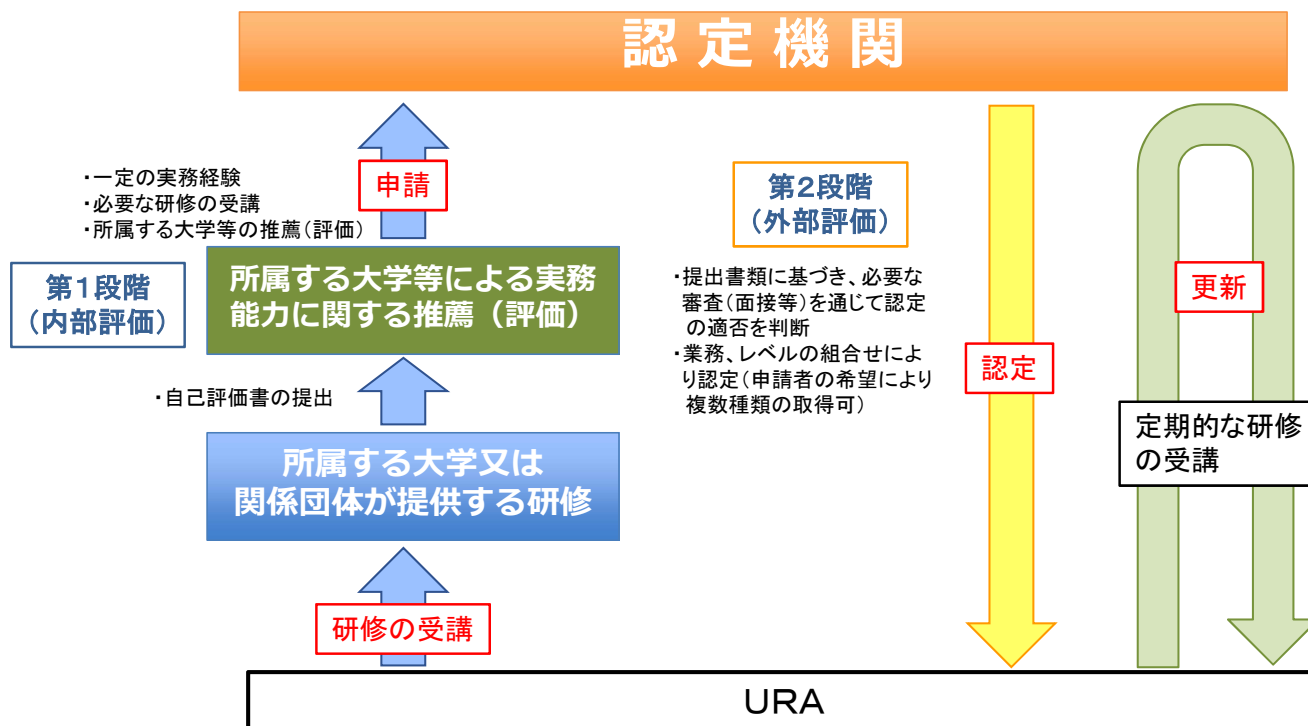 認定機関
・一定の実務経験
・必要な研修の受講
・所属する大学等の推薦(評価)
申請
第1段階
(内部評価)
所属する大学等による実務
能力に関する推薦（評価）
・自己評価書の提出
所属する大学又は
関係団体が提供する研修
研修の受講
第2段階
(外部評価)
・提出書類に基づき、必要な
審査(面接等)を通じて認定
の適否を判断
・業務、レベルの組合せによ
り認定(申請者の希望により
複数種類の取得可)
認定
更新
定期的な研修
の受講
URA